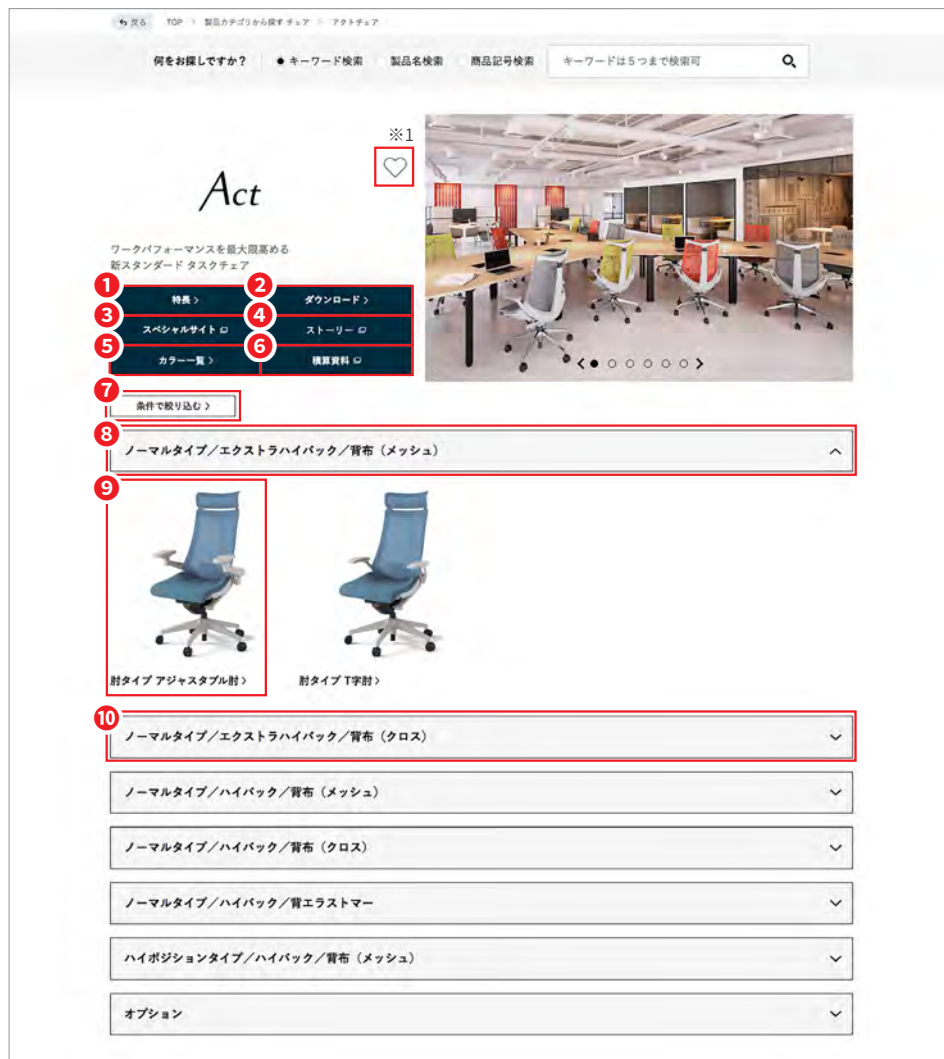 戻る TOP > 製品カテゴリから探す チェア > アクトチェア
何をお探しですか? ● キーワード検索 製品名検索 商品記号検索 キーワードは5つまで検索可
※1
Act
ワークパフォーマンスを最大限高める
新スタンダード タスクチェア
1 特長 > 2 ダウンロード >
3 スペシャルサイト 4 ストーリー
5 カラー一覧 > 6 積算資料
7 条件で絞り込む >
8 ノーマルタイプ/エクストラハイバック/背布(メッシュ)
9
肘タイプ アジャスタブル肘 > 肘タイプ T字肘 >
10 ノーマルタイプ/エクストラハイバック/背布(クロス)
ノーマルタイプ/ハイバック/背布(メッシュ)
ノーマルタイプ/ハイバック/背布(クロス)
ノーマルタイプ/ハイバック/背エラストマー
ハイポジションタイプ/ハイバック/背布(メッシュ)
オプション